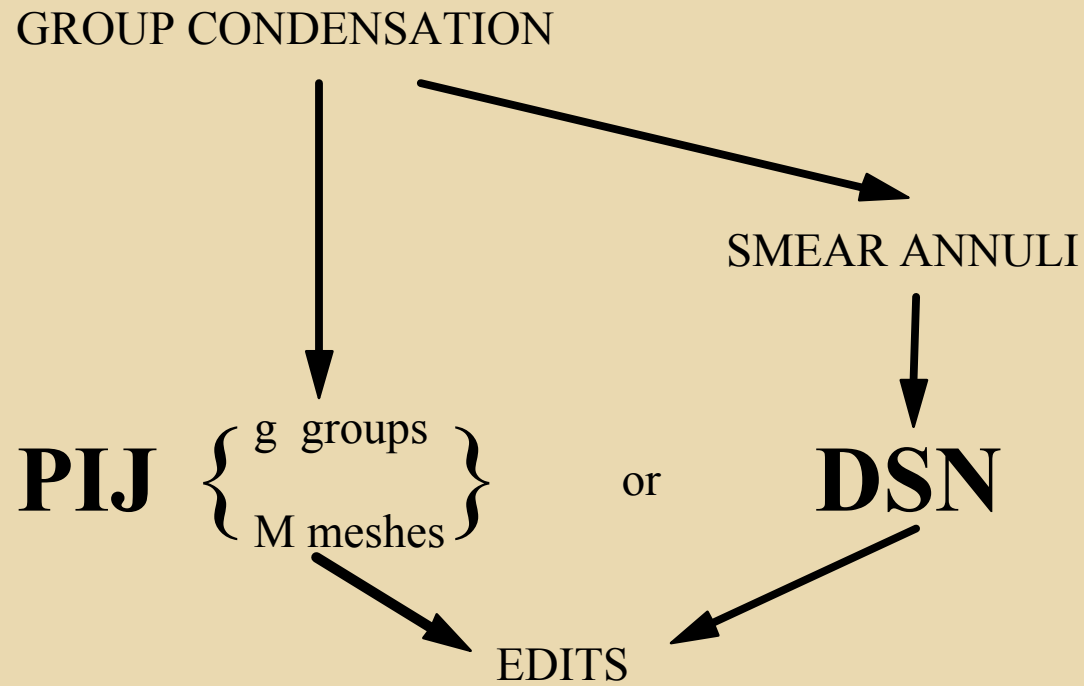 GROUP CONDENSATION
SMEAR ANNULI
g groups
PIJ { } or DSN
M meshes
EDITS